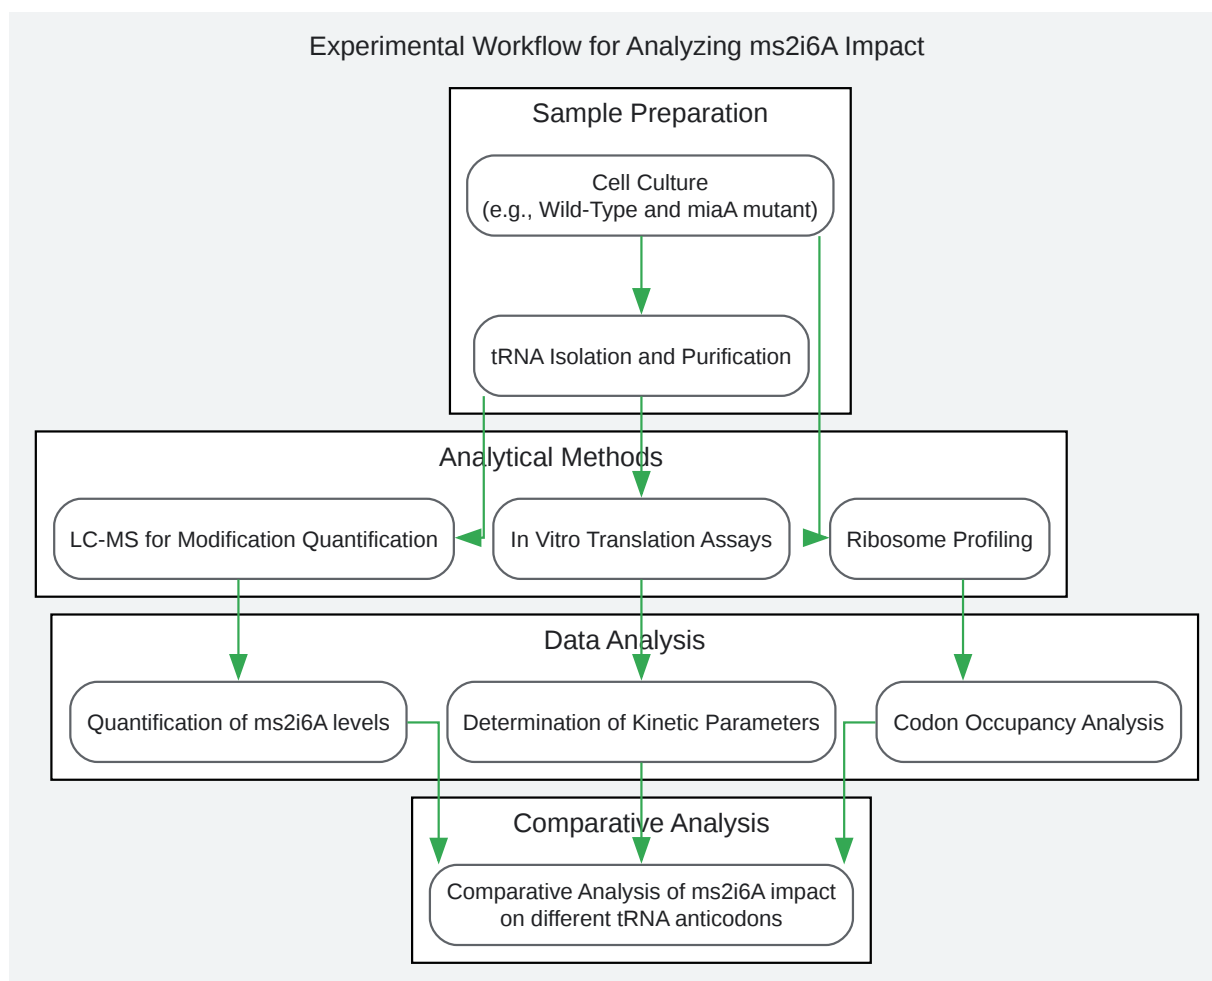 Experimental Workflow for Analyzing ms2i6A Impact
Sample Preparation
Cell Culture
(e.g., Wild-Type and miaA mutant)
tRNA Isolation and Purification
Analytical Methods
LC-MS for Modification Quantification
In Vitro Translation Assays
Ribosome Profiling
Data Analysis
Quantification of ms2i6A levels
Determination of Kinetic Parameters
Codon Occupancy Analysis
Comparative Analysis
Comparative Analysis of ms2i6A impact
on different tRNA anticodons